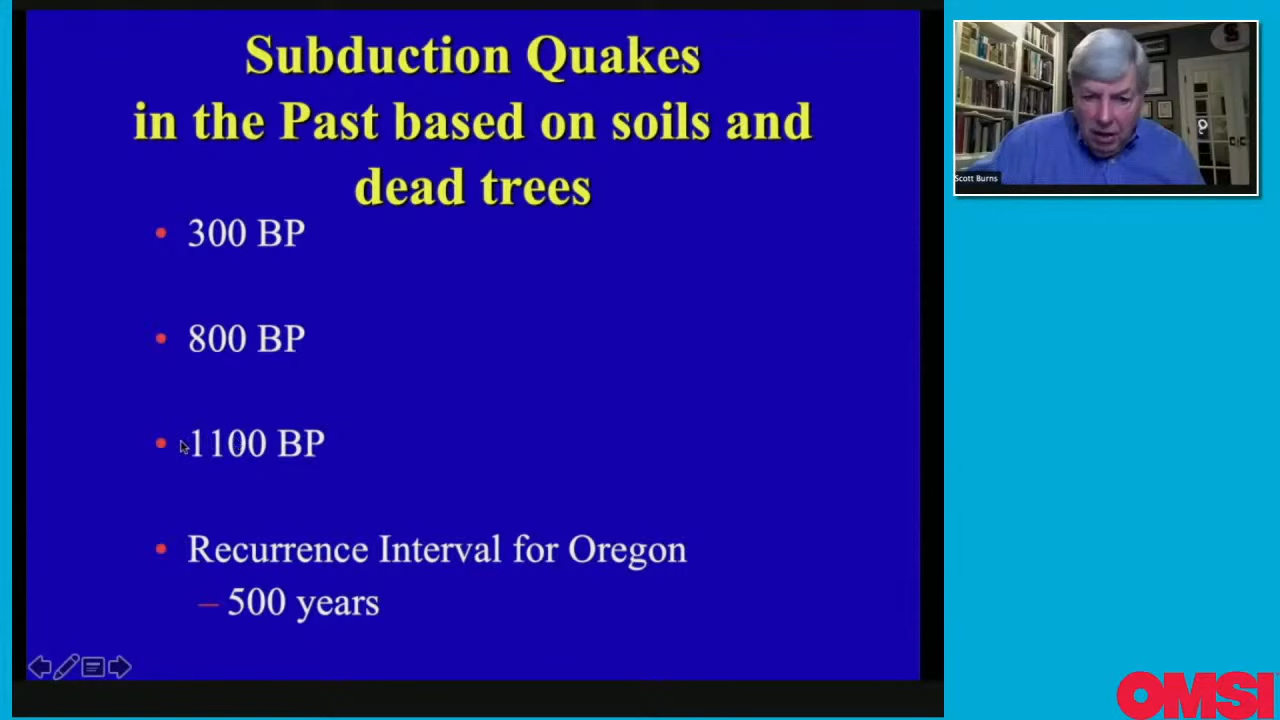 Subduction Quakes
in the Past based on soils and
dead trees
• 300 BP
• 800 BP
• 1100 BP
• Recurrence Interval for Oregon
– 500 years
Scott Burns
OMSI